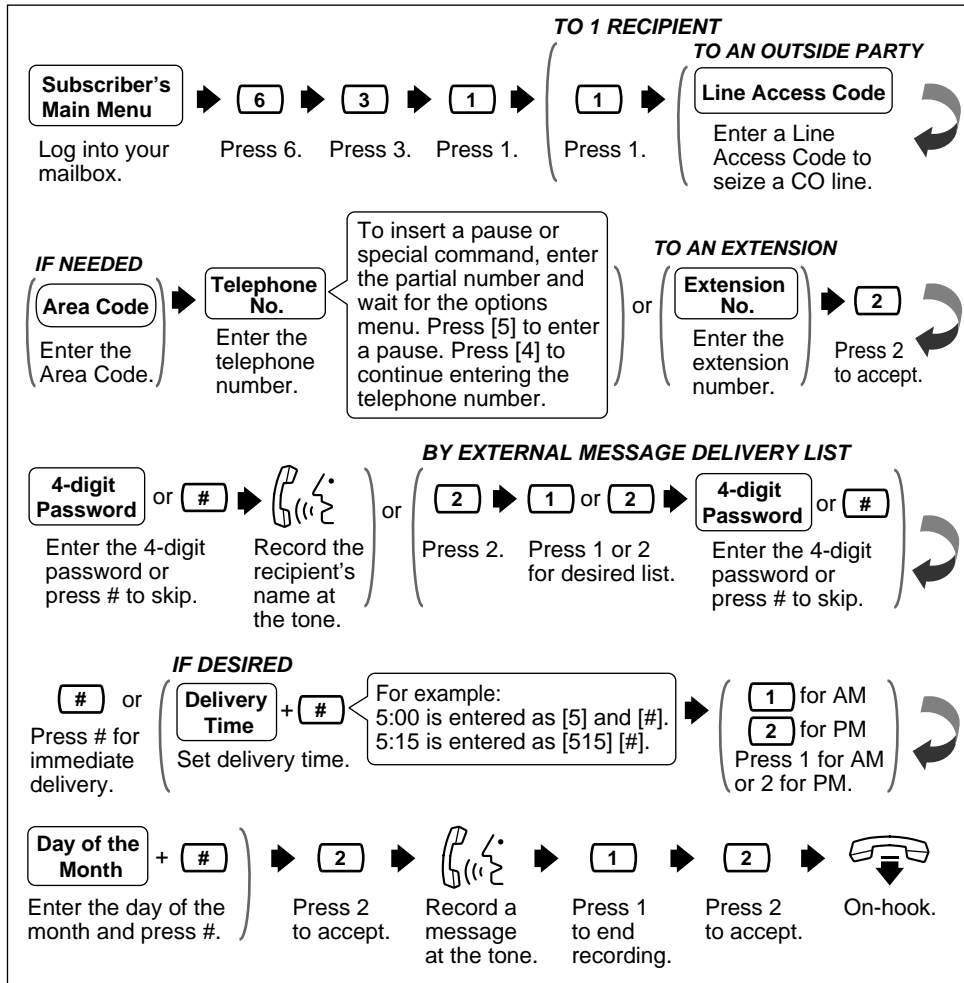 TO 1 RECIPIENT
TO AN OUTSIDE PARTY
Subscriber's
Main Menu
6
3
1
1
Line Access Code
Log into your
mailbox.
Press 6.
Press 3.
Press 1.
Press 1.
Enter a Line
Access Code to
seize a CO line.
IF NEEDED
Area Code
Enter the
Area Code.
Telephone
No.
Enter the
telephone
number.
To insert a pause or
special command, enter
the partial number and
wait for the options
menu. Press [5] to enter
a pause. Press [4] to
continue entering the
telephone number.
or
TO AN EXTENSION
Extension
No.
Enter the
extension
number.
2
Press 2
to accept.
4-digit
Password
or
#
Enter the 4-digit
password or
press # to skip.
Record the
recipient's
name at
the tone.
or
BY EXTERNAL MESSAGE DELIVERY LIST
2
Press 2.
1 or 2
Press 1 or 2
for desired list.
4-digit
Password
or #
Enter the 4-digit
password or
press # to skip.
# or
Press # for
immediate
delivery.
IF DESIRED
Delivery
Time
+ #
Set delivery time.
For example:
5:00 is entered as [5] and [#].
5:15 is entered as [515] [#].
1 for AM
2 for PM
Press 1 for AM
or 2 for PM.
Day of the
Month
+ #
Enter the day of the
month and press #.
2
Press 2
to accept.
Record a
message
at the tone.
1
Press 1
to end
recording.
2
Press 2
to accept.
On-hook.